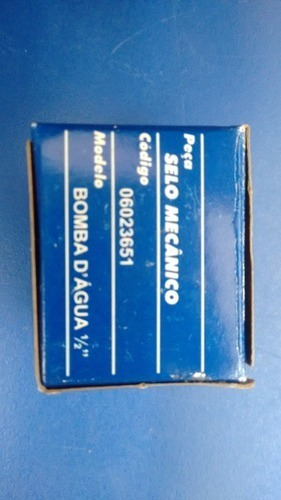 Peça
SELO MECÂNICO
Código
06023651
Modelo
BOMBA D'ÁGUA ½"